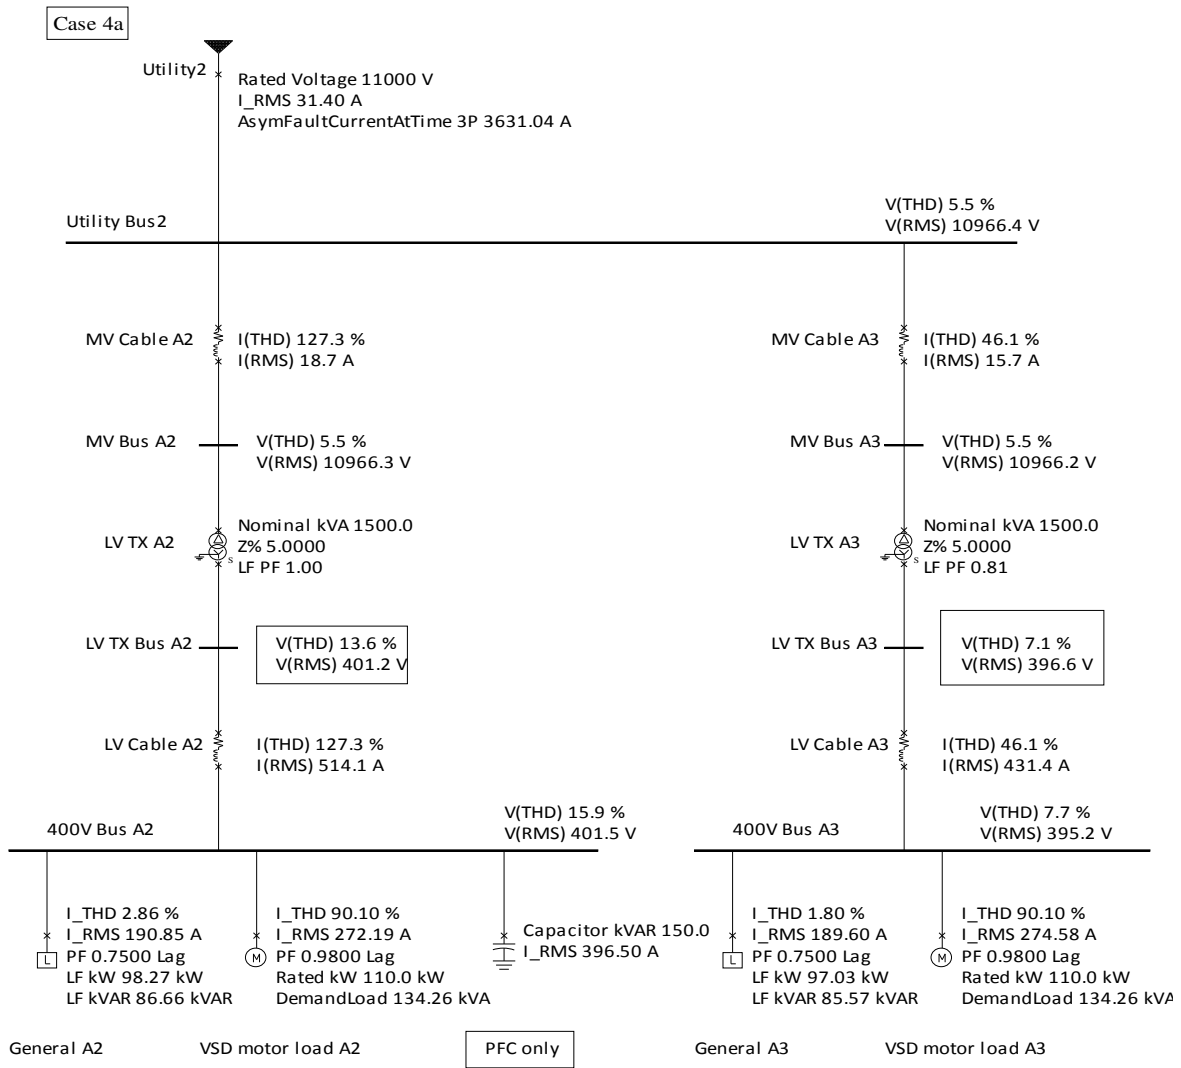 Case 4a
Utility2
Rated Voltage 11000 V
I_RMS 31.40 A
AsymFaultCurrentAtTime 3P 3631.04 A
Utility Bus2
V(THD) 5.5 %
V(RMS) 10966.4 V
MV Cable A2
I(THD) 127.3 %
I(RMS) 18.7 A
MV Cable A3
I(THD) 46.1 %
I(RMS) 15.7 A
MV Bus A2
V(THD) 5.5 %
V(RMS) 10966.3 V
MV Bus A3
V(THD) 5.5 %
V(RMS) 10966.2 V
LV TX A2
s
Nominal kVA 1500.0
Z% 5.0000
LF PF 1.00
LV TX A3
s
Nominal kVA 1500.0
Z% 5.0000
LF PF 0.81
LV TX Bus A2
V(THD) 13.6 %
V(RMS) 401.2 V
LV TX Bus A3
V(THD) 7.1 %
V(RMS) 396.6 V
LV Cable A2
I(THD) 127.3 %
I(RMS) 514.1 A
LV Cable A3
I(THD) 46.1 %
I(RMS) 431.4 A
400V Bus A2
V(THD) 15.9 %
V(RMS) 401.5 V
400V Bus A3
V(THD) 7.7 %
V(RMS) 395.2 V
L
I_THD 2.86 %
I_RMS 190.85 A
PF 0.7500 Lag
LF kW 98.27 kW
LF kVAR 86.66 kVAR
M
I_THD 90.10 %
I_RMS 272.19 A
PF 0.9800 Lag
Rated kW 110.0 kW
DemandLoad 134.26 kVA
Capacitor kVAR 150.0
I_RMS 396.50 A
L
I_THD 1.80 %
I_RMS 189.60 A
PF 0.7500 Lag
LF kW 97.03 kW
LF kVAR 85.57 kVAR
M
I_THD 90.10 %
I_RMS 274.58 A
PF 0.9800 Lag
Rated kW 110.0 kW
DemandLoad 134.26 kVA
General A2
VSD motor load A2
PFC only
General A3
VSD motor load A3